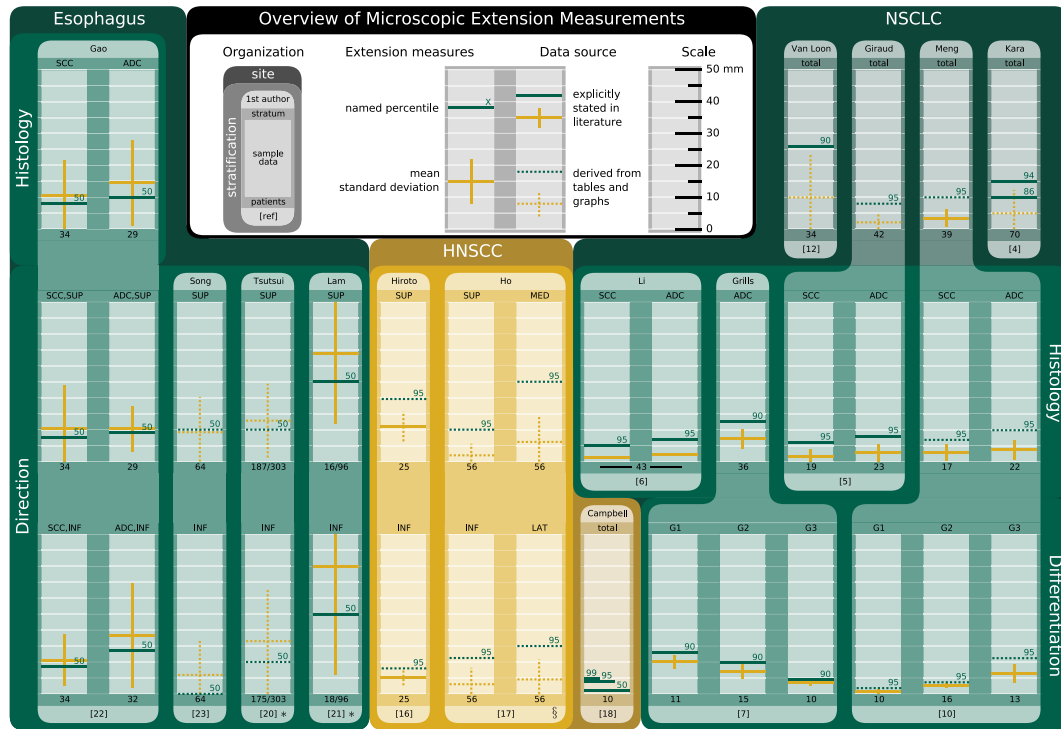 Esophagus
Overview of Microscopic Extension Measurements
NSCLC
Histology
Gao
SCC ADC
50
50
34 29
Organization
site
stratification
1st author
stratum
sample
data
patients
[ref]
Extension measures
named percentile
x
mean
standard deviation
Data source
explicitly
stated in
literature
derived from
tables and
graphs
Scale
50 mm
40
30
20
10
0
Van Loon Giraud Meng Kara
total total total total
90
95
95
94
86
34 42 39 70
[12] [4]
HNSCC
Direction
Song Tsutsui Lam
SCC,SUP ADC,SUP SUP SUP SUP
50 50 50 50 50
34 29 64 187/303 16/96
SCC,INF ADC,INF INF INF INF
50 50 50 50 50
34 32 64 175/303 18/96
[22] [23] [20] * [21] *
Hiroto Ho
SUP SUP MED
95 95 95
25 56 56
INF INF LAT
95 95 95
25 56 56
[16] [17] §
Li Grills
SCC ADC ADC SCC ADC SCC ADC
95 95 90 95 95 95 95
43 36 19 23 17 22
[6] [5]
Histology
Campbell
total G1 G2 G3 G1 G2 G3
99 95 50 90 90 90 95 95 95
10 11 15 10 10 16 13
[18] [7] [10]
Differentiation